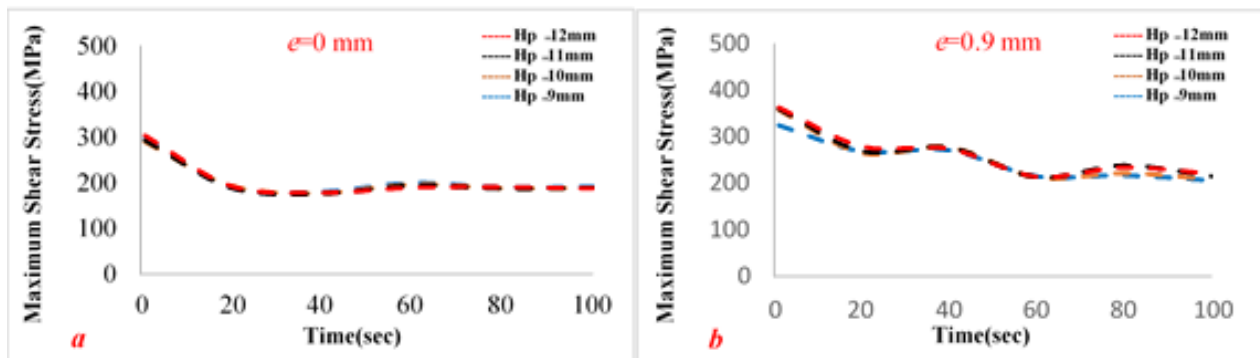 e=0 mm
Hp =12mm
Hp =11mm
Hp =10mm
Hp =9mm
Maximum Shear Stress(MPa)
500
400
300
200
100
0
0 20 40 60 80 100
Time(sec)
a
e=0.9 mm
Hp =12mm
Hp =11mm
Hp =10mm
Hp =9mm
Maximum Shear Stress(MPa)
500
400
300
200
100
0
0 20 40 60 80 100
Time(sec)
b